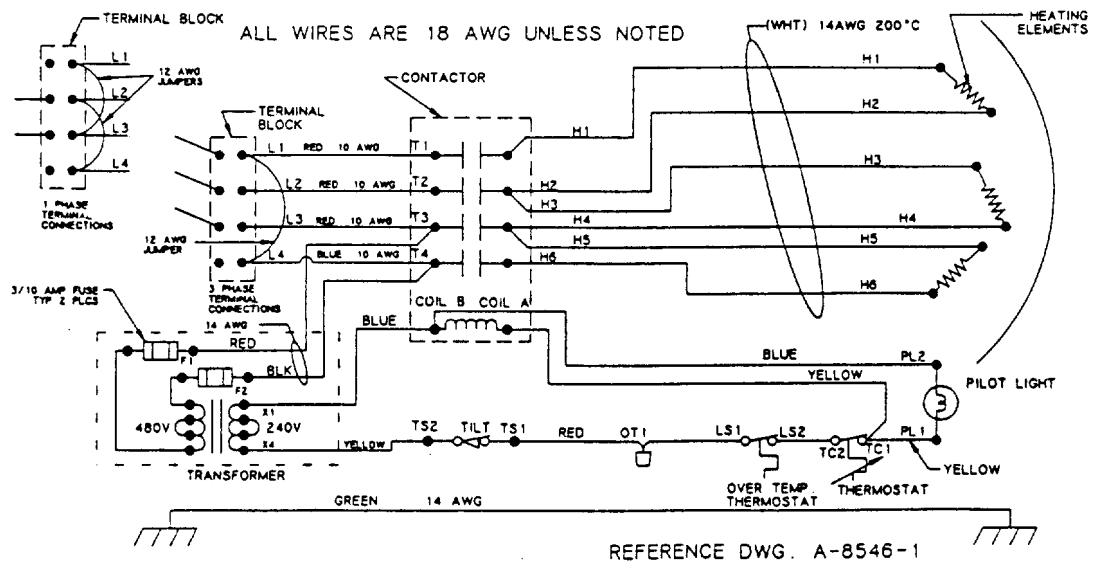 TERMINAL BLOCK
ALL WIRES ARE 18 AWG UNLESS NOTED
(WHT) 14AWG 200°C
HEATING
ELEMENTS
L1
12 AWG
JUMPERS
L2
L3
L4
1 PHASE
TERMINAL
CONNECTIONS
CONTACTOR
TERMINAL
BLOCK
L1 RED 10 AWG T1
L2 RED 10 AWG T2
L3 RED 10 AWG T3
L4 BLUE 10 AWG T4
12 AWG
JUMPER
3 PHASE
TERMINAL
CONNECTIONS
H1
H2
H3
H4
H5
H6
H1
H2
H3
H4
H5
H6
3/10 AMP FUSE
TYP 2 PLCS
14 AWG
RED
F1
BLK
F2
BLUE
COIL B COIL A
BLUE
PL2
YELLOW
PILOT LIGHT
480V
X1
240V
X4
TRANSFORMER
YELLOW
TS2
TILT
TS1
RED
OT1
LS1
LS2
TC2
TC1
PL1
YELLOW
OVER TEMP.
THERMOSTAT
THERMOSTAT
GREEN 14 AWG
REFERENCE DWG. A-8546-1